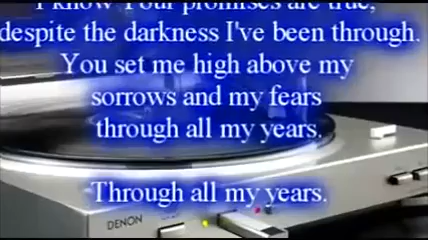 I know Your promises are true,
despite the darkness I've been through.
You set me high above my
sorrows and my fears
through all my years.
Through all my years.
DENON